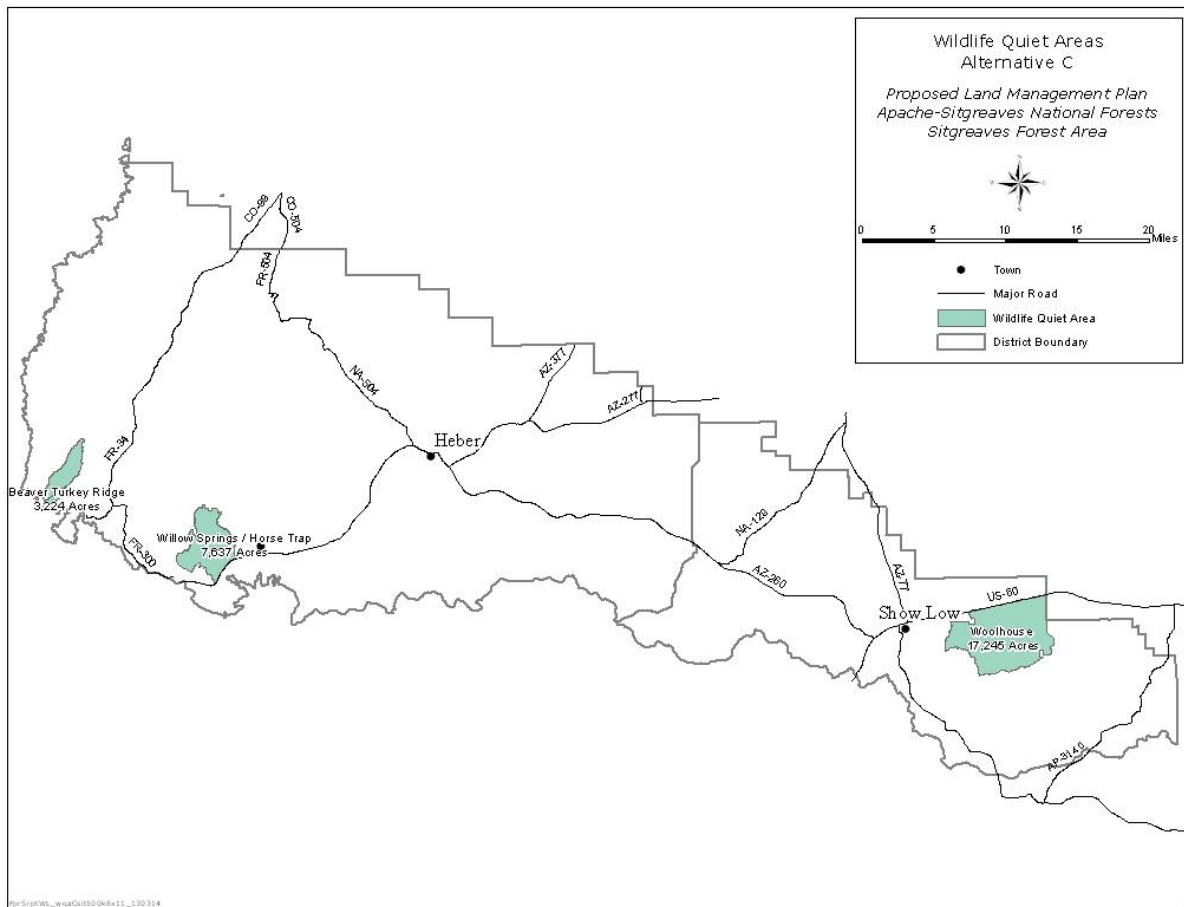 Wildlife Quiet Areas
Alternative C
Proposed Land Management Plan
Apache-Sitgreaves National Forests
Sitgreaves Forest Area
N
W
E
S
0
5
10
15
20
Miles
Town
Major Road
Wildlife Quiet Area
District Boundary
CO-99
CO-504
FR-504
NA-504
AZ-377
AZ-277
FR-34
Heber
Beaver Turkey Ridge
3,224 Acres
Willow Springs / Horse Trap
7,637 Acres
FR-300
NA-128
AZ-260
AZ-77
US-60
Show Low
Woolhouse
17,245 Acres
AP-3140